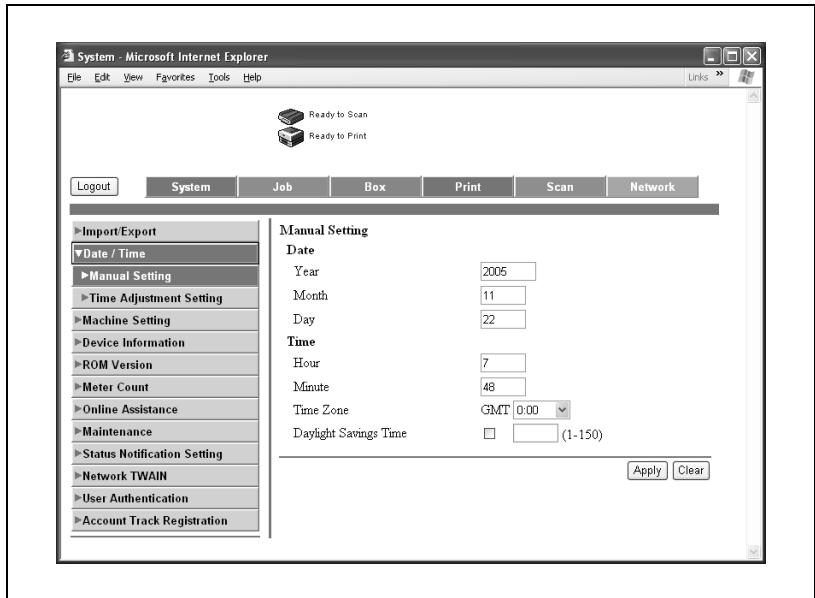 System - Microsoft Internet Explorer
File Edit View Favorites Tools Help
Links »
Ready to Scan
Ready to Print
Logout System Job Box Print Scan Network
Import/Export
Date / Time
Manual Setting
Time Adjustment Setting
Machine Setting
Device Information
ROM Version
Meter Count
Online Assistance
Maintenance
Status Notification Setting
Network TWAIN
User Authentication
Account Track Registration
Manual Setting
Date
Year 2005
Month 11
Day 22
Time
Hour 7
Minute 48
Time Zone GMT 0:00
Daylight Savings Time (1-150)
Apply Clear